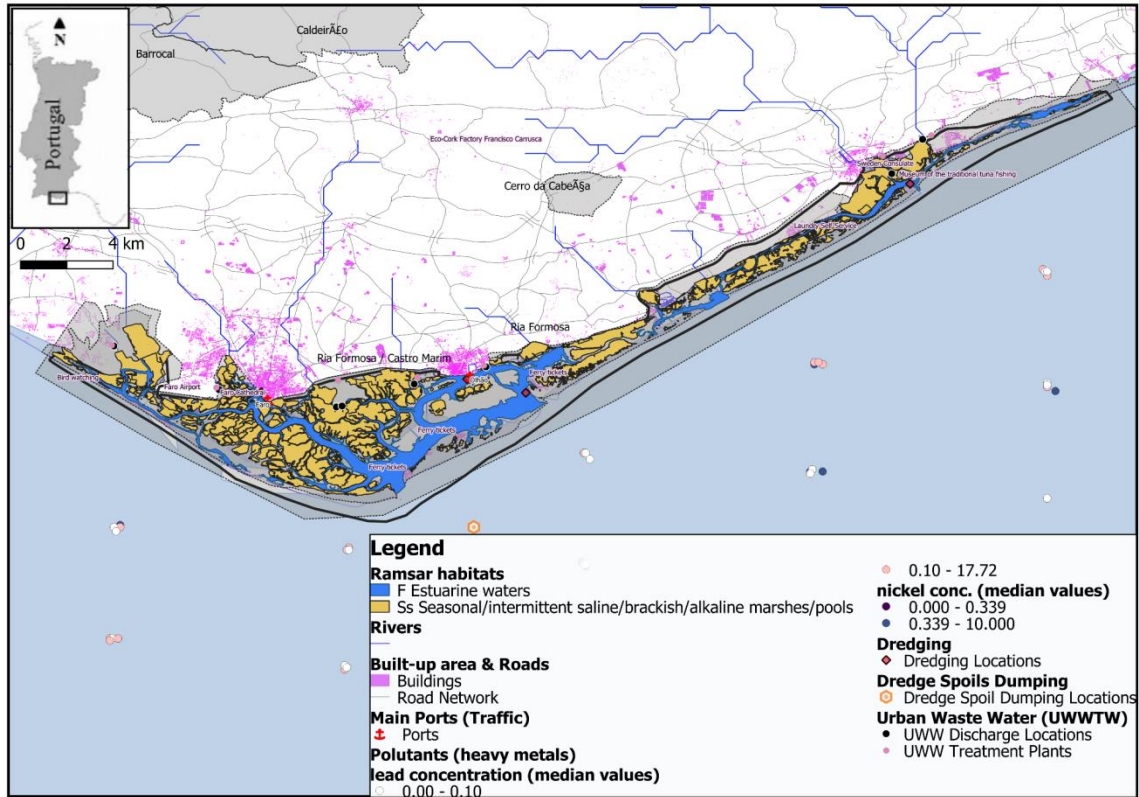 N
Portugal
0 2 4 km
CaldeirÃ£o
Barrocal
Eco-Cork Factory Francisco Carrusca
Cerro da CabeÃ§a
Sweden Consulate
Museum of the traditional tuna fishing
Laundry Self Service
Ria Formosa
Ria Formosa / Castro Marim
Bird watching
Faro Airport
Faro Cathedral
Faro
Olhão
Ferry tickets
Ferry tickets
Ferry tickets
Legend
Ramsar habitats
F Estuarine waters
Ss Seasonal/intermittent saline/brackish/alkaline marshes/pools
Rivers
Built-up area & Roads
Buildings
Road Network
Main Ports (Traffic)
Ports
Polutants (heavy metals)
lead concentration (median values)
0.00 - 0.10
0.10 - 17.72
nickel conc. (median values)
0.000 - 0.339
0.339 - 10.000
Dredging
Dredging Locations
Dredge Spoils Dumping
Dredge Spoil Dumping Locations
Urban Waste Water (UWWTW)
UWW Discharge Locations
UWW Treatment Plants